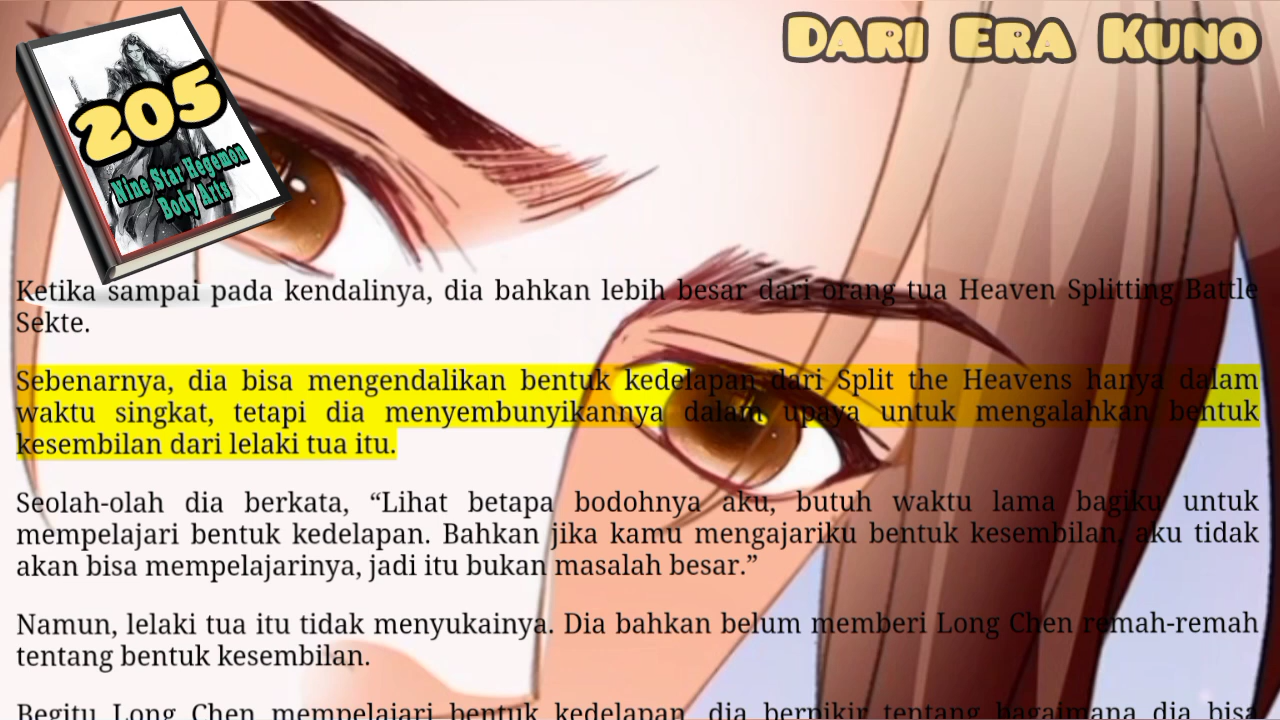 Dari Era Kuno
205
Nine Star Hegemon
Body Arts
Ketika sampai pada kendalinya, dia bahkan lebih besar dari orang tua Heaven Splitting Battle
Sekte.
Sebenarnya, dia bisa mengendalikan bentuk kedelapan dari Split the Heavens hanya dalam
waktu singkat, tetapi dia menyembunyikannya dalam upaya untuk mengalahkan bentuk
kesembilan dari lelaki tua itu.
Seolah-olah dia berkata, “Lihat betapa bodohnya aku, butuh waktu lama bagiku untuk
mempelajari bentuk kedelapan. Bahkan jika kamu mengajariku bentuk kesembilan, aku tidak
akan bisa mempelajarinya, jadi itu bukan masalah besar.”
Namun, lelaki tua itu tidak menyukainya. Dia bahkan belum memberi Long Chen remah-remah
tentang bentuk kesembilan.
Begitu Long Chen mempelajari bentuk kedelapan, dia berpikir tentang bagaimana dia bisa